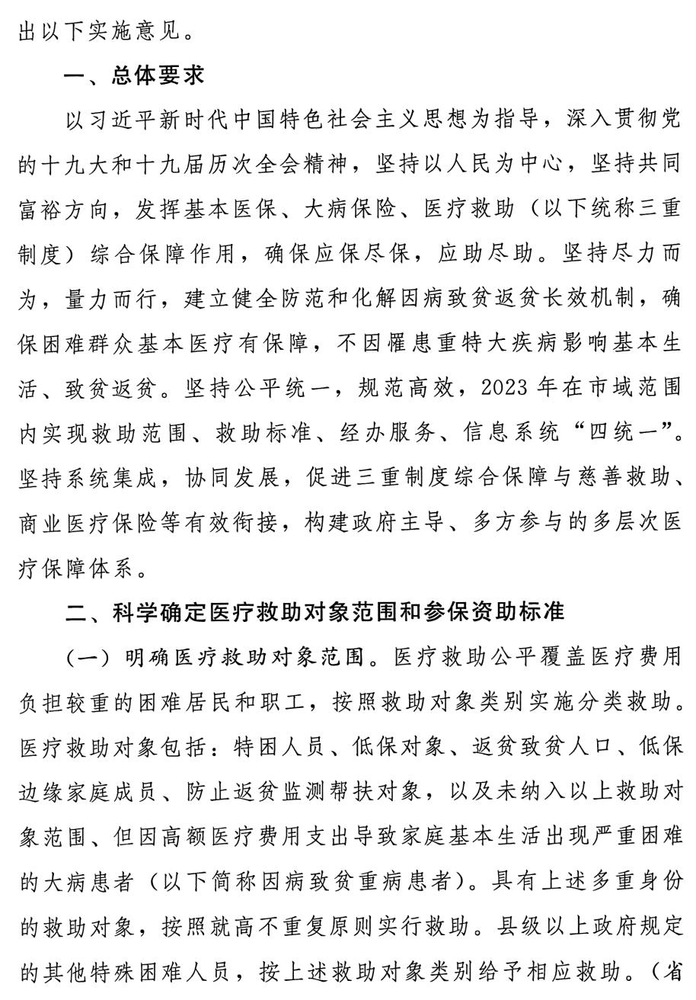 出以下实施意见。
一、总体要求
以习近平新时代中国特色社会主义思想为指导，深入贯彻党
的十九大和十九届历次全会精神，坚持以人民为中心，坚持共同
富裕方向，发挥基本医保、大病保险、医疗救助（以下统称三重
制度）综合保障作用，确保应保尽保，应助尽助。坚持尽力而
为，量力而行，建立健全防范和化解因病致贫返贫长效机制，确
保困难群众基本医疗有保障，不因罹患重特大疾病影响基本生
活、致贫返贫。坚持公平统一，规范高效，2023年在市域范围
内实现救助范围、救助标准、经办服务、信息系统“四统一”。
坚持系统集成，协同发展，促进三重制度综合保障与慈善救助、
商业医疗保险等有效衔接，构建政府主导、多方参与的多层次医
疗保障体系。
二、科学确定医疗救助对象范围和参保资助标准
（一）明确医疗救助对象范围。医疗救助公平覆盖医疗费用
负担较重的困难居民和职工，按照救助对象类别实施分类救助。
医疗救助对象包括：特困人员、低保对象、返贫致贫人口、低保
边缘家庭成员、防止返贫监测帮扶对象，以及未纳入以上救助对
象范围、但因高额医疗费用支出导致家庭基本生活出现严重困难
的大病患者（以下简称因病致贫重病患者）。具有上述多重身份
的救助对象，按照就高不重复原则实行救助。县级以上政府规定
的其他特殊困难人员，按上述救助对象类别给予相应救助。（省